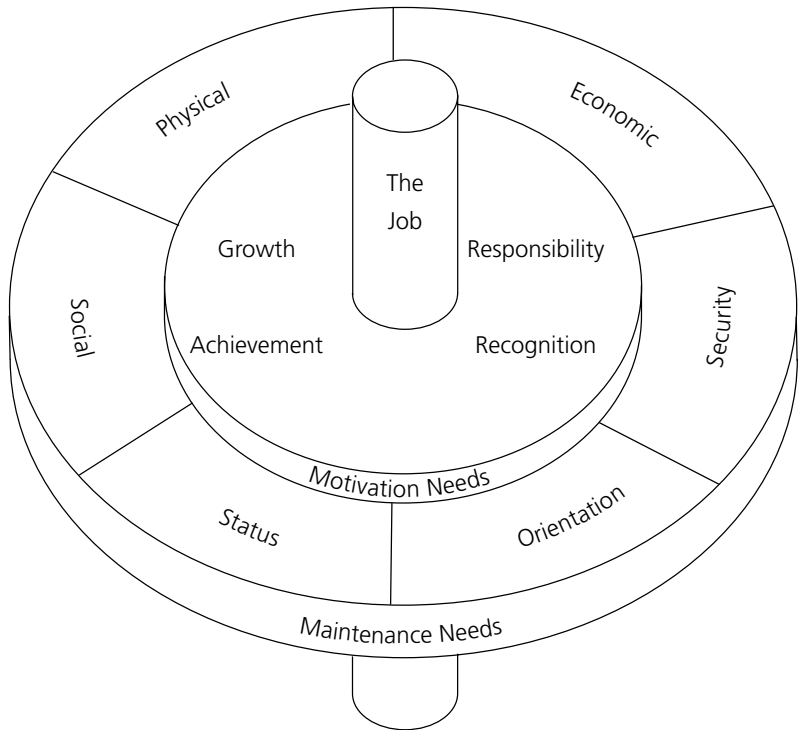 Physical
Economic
The
Job
Growth
Responsibility
Social
Security
Achievement
Recognition
Motivation Needs
Status
Orientation
Maintenance Needs